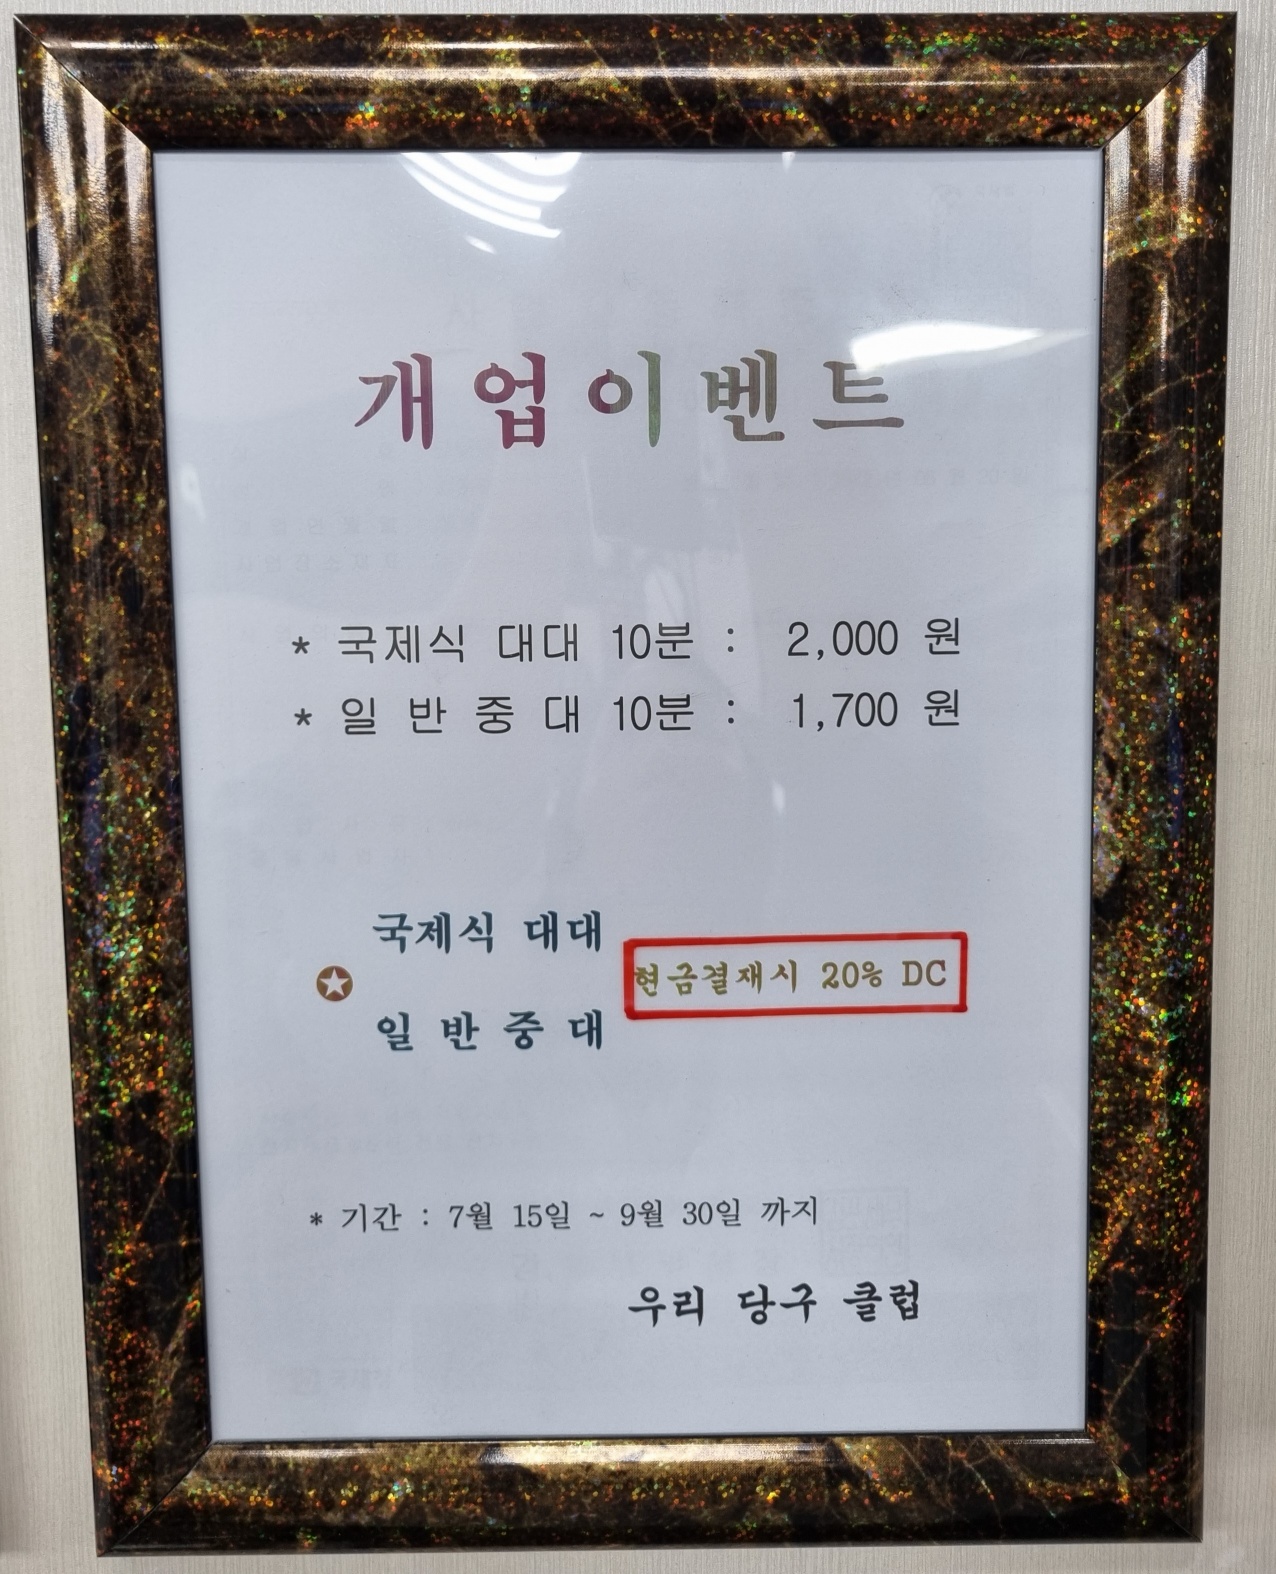 개업이벤트
* 국제식 대대 10분 : 2,000 원
* 일 반 중 대 10분 : 1,700 원
국제식 대대
현금결재시 20% DC
일 반 중 대
* 기간 : 7월 15일 ~ 9월 30일 까지
우리 당구 클럽